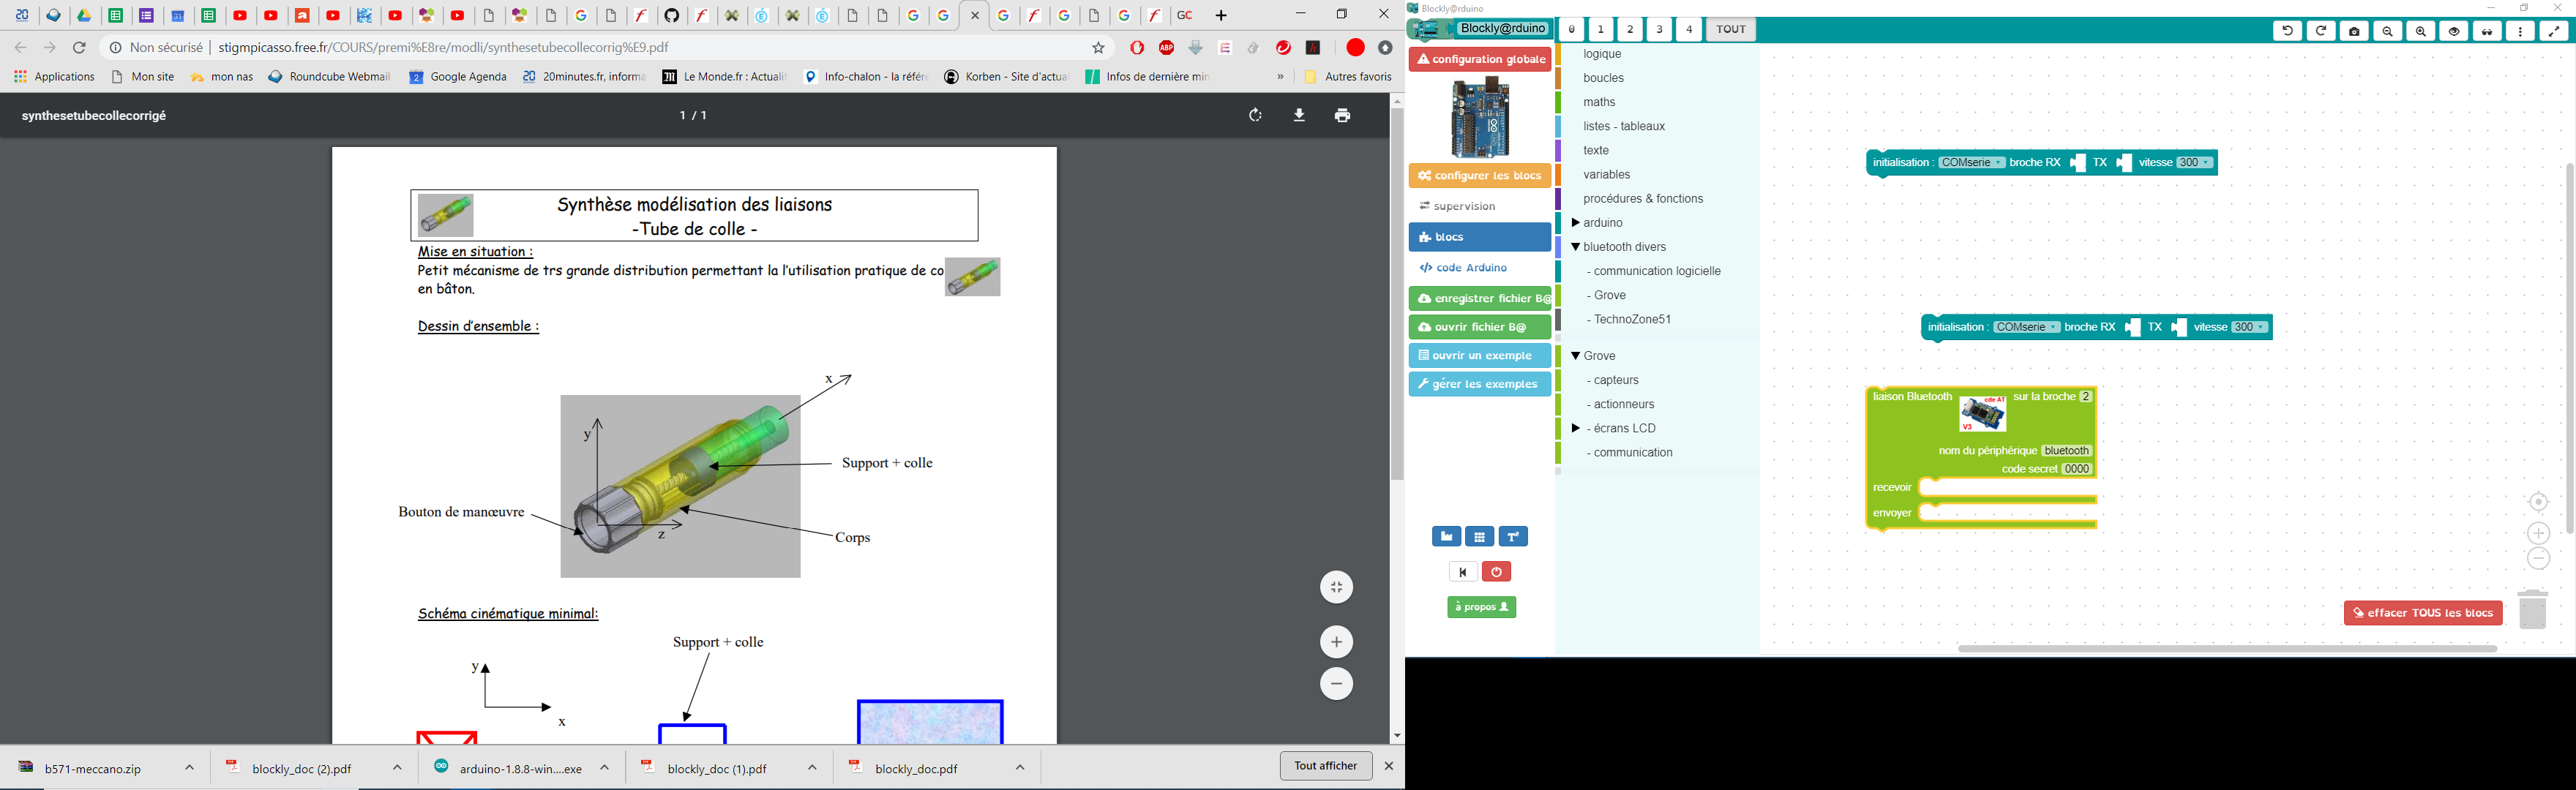 Non sécurisé | stigmpicasso.free.fr/COURS/premi%E8re/modli/synthesetubecollecorrig%E9.pdf
Applications Mon site mon nas Roundcube Webmail Google Agenda 20minutes.fr, informa Le Monde.fr : Actualit Info-chalon - la référ Korben - Site d'actua Infos de dernière min » Autres favoris
synthesetubecollecorrigé
1 / 1
Synthèse modélisation des liaisons
-Tube de colle -
Mise en situation :
Petit mécanisme de trs grande distribution permettant la l'utilisation pratique de co
en bâton.
Dessin d'ensemble :
x
y
Support + colle
Bouton de manœuvre
z
Corps
Schéma cinématique minimal:
Support + colle
y
x
b571-meccano.zip
blockly_doc (2).pdf
arduino-1.8.8-win....exe
blockly_doc (1).pdf
blockly_doc.pdf
Tout afficher
Blockly@rduino
Blockly@rduino
0 1 2 3 4 TOUT
configuration globale
configurer les blocs
supervision
blocs
code Arduino
enregistrer fichier B@
ouvrir fichier B@
ouvrir un exemple
gérer les exemples
à propos
logique
boucles
maths
listes - tableaux
texte
variables
procédures & fonctions
arduino
bluetooth divers
- communication logicielle
- Grove
- TechnoZone51
Grove
- capteurs
- actionneurs
- écrans LCD
- communication
initialisation : COMserie broche RX TX vitesse 300
initialisation : COMserie broche RX TX vitesse 300
liaison Bluetooth cde AT V3 sur la broche 2
nom du périphérique bluetooth
code secret 0000
recevoir
envoyer
effacer TOUS les blocs